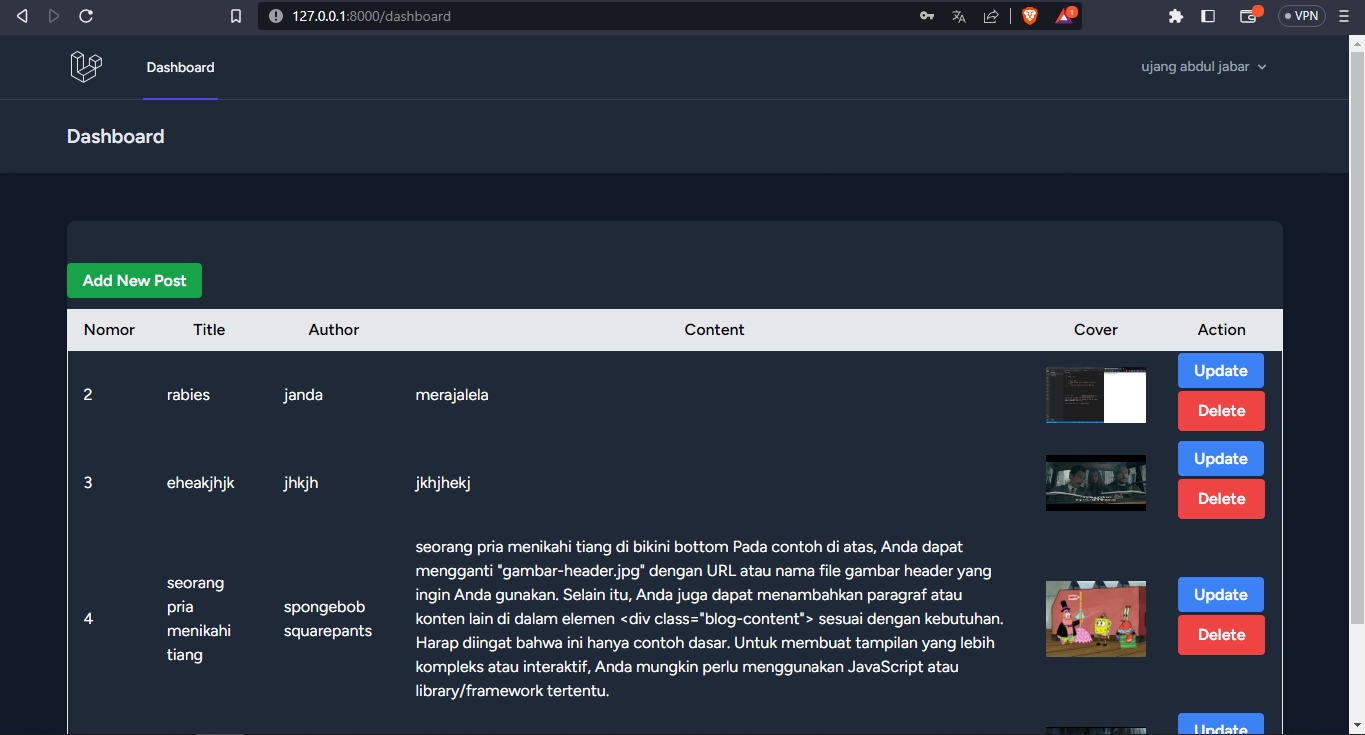 127.0.0.1:8000/dashboard
1
VPN
Dashboard
ujang abdul jabar
Dashboard
Add New Post
Nomor Title Author Content Cover Action
2 rabies janda merajalela
Update
Delete
3 eheakjhjk jhkjh jkhjhekj
Update
Delete
4
seorang
pria
menikahi
tiang
spongebob
squarepants
seorang pria menikahi tiang di bikini bottom Pada contoh di atas, Anda dapat
mengganti "gambar-header.jpg" dengan URL atau nama file gambar header yang
ingin Anda gunakan. Selain itu, Anda juga dapat menambahkan paragraf atau
konten lain di dalam elemen <div class="blog-content"> sesuai dengan kebutuhan.
Harap diingat bahwa ini hanya contoh dasar. Untuk membuat tampilan yang lebih
kompleks atau interaktif, Anda mungkin perlu menggunakan JavaScript atau
library/framework tertentu.
Update
Delete
Update